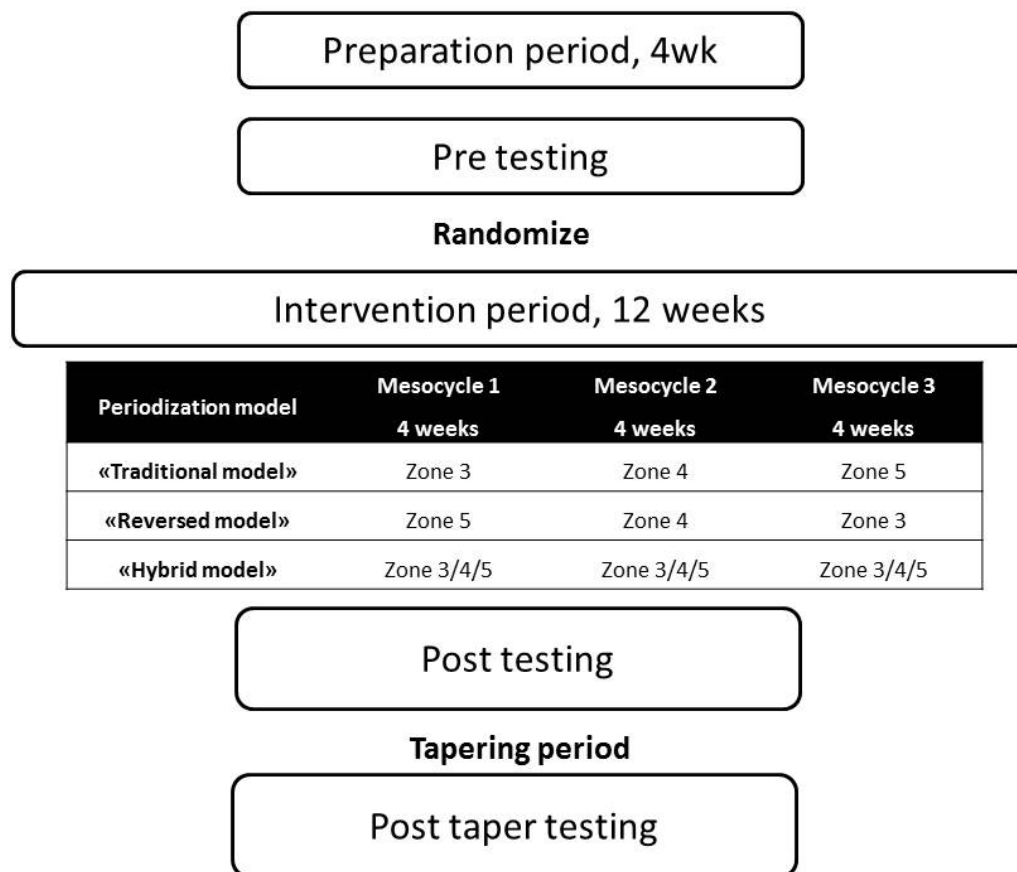 Preparation period, 4wk
Pre testing
Randomize
Intervention period, 12 weeks
Periodization model Mesocycle 1 4 weeks Mesocycle 2 4 weeks Mesocycle 3 4 weeks
«Traditional model» Zone 3 Zone 4 Zone 5
«Reversed model» Zone 5 Zone 4 Zone 3
«Hybrid model» Zone 3/4/5 Zone 3/4/5 Zone 3/4/5
Post testing
Tapering period
Post taper testing